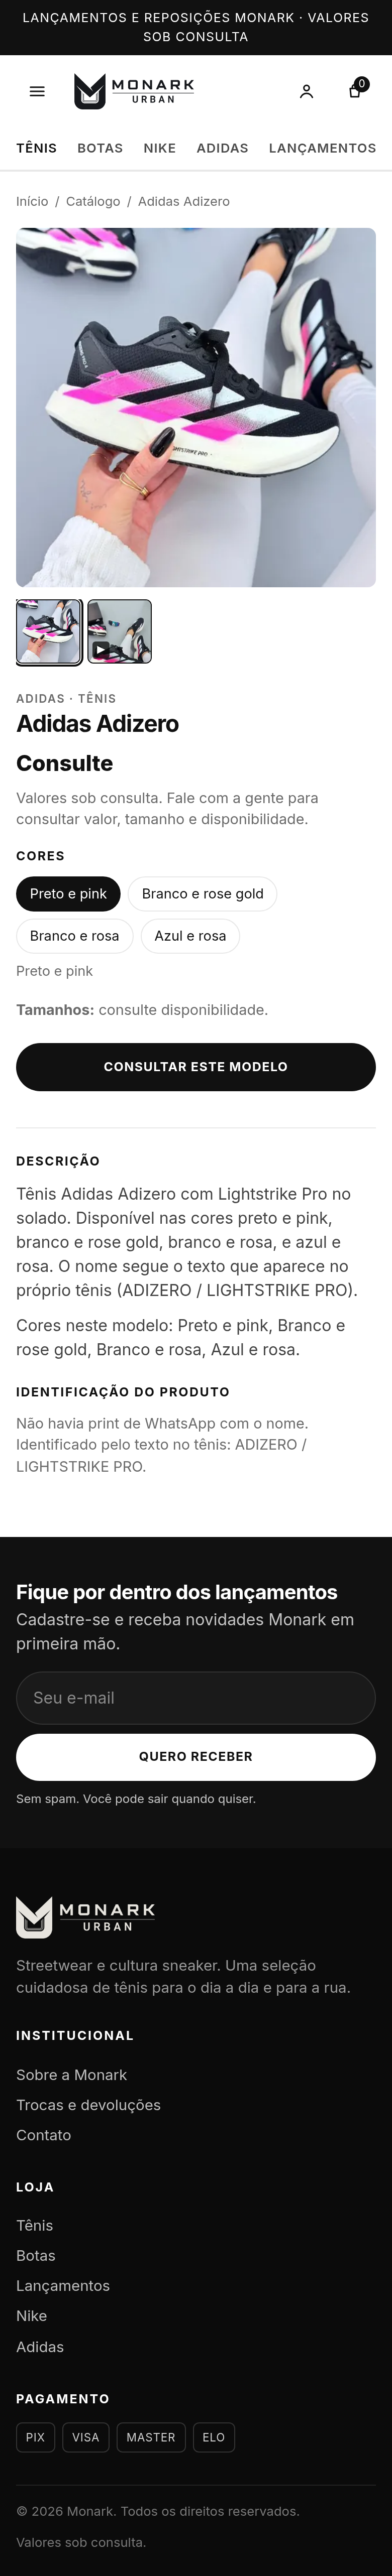 LANÇAMENTOS E REPOSIÇÕES MONARK · VALORES
SOB CONSULTA
MONARK
URBAN
0
TÊNIS BOTAS NIKE ADIDAS LANÇAMENTOS
Início / Catálogo / Adidas Adizero
ADIDAS · TÊNIS
Adidas Adizero
Consulte
Valores sob consulta. Fale com a gente para
consultar valor, tamanho e disponibilidade.
CORES
Preto e pink
Branco e rose gold
Branco e rosa
Azul e rosa
Preto e pink
Tamanhos: consulte disponibilidade.
CONSULTAR ESTE MODELO
DESCRIÇÃO
Tênis Adidas Adizero com Lightstrike Pro no
solado. Disponível nas cores preto e pink,
branco e rose gold, branco e rosa, e azul e
rosa. O nome segue o texto que aparece no
próprio tênis (ADIZERO / LIGHTSTRIKE PRO).
Cores neste modelo: Preto e pink, Branco e
rose gold, Branco e rosa, Azul e rosa.
IDENTIFICAÇÃO DO PRODUTO
Não havia print de WhatsApp com o nome.
Identificado pelo texto no tênis: ADIZERO /
LIGHTSTRIKE PRO.
Fique por dentro dos lançamentos
Cadastre-se e receba novidades Monark em
primeira mão.
Seu e-mail
QUERO RECEBER
Sem spam. Você pode sair quando quiser.
MONARK
URBAN
Streetwear e cultura sneaker. Uma seleção
cuidadosa de tênis para o dia a dia e para a rua.
INSTITUCIONAL
Sobre a Monark
Trocas e devoluções
Contato
LOJA
Tênis
Botas
Lançamentos
Nike
Adidas
PAGAMENTO
PIX VISA MASTER ELO
© 2026 Monark. Todos os direitos reservados.
Valores sob consulta.